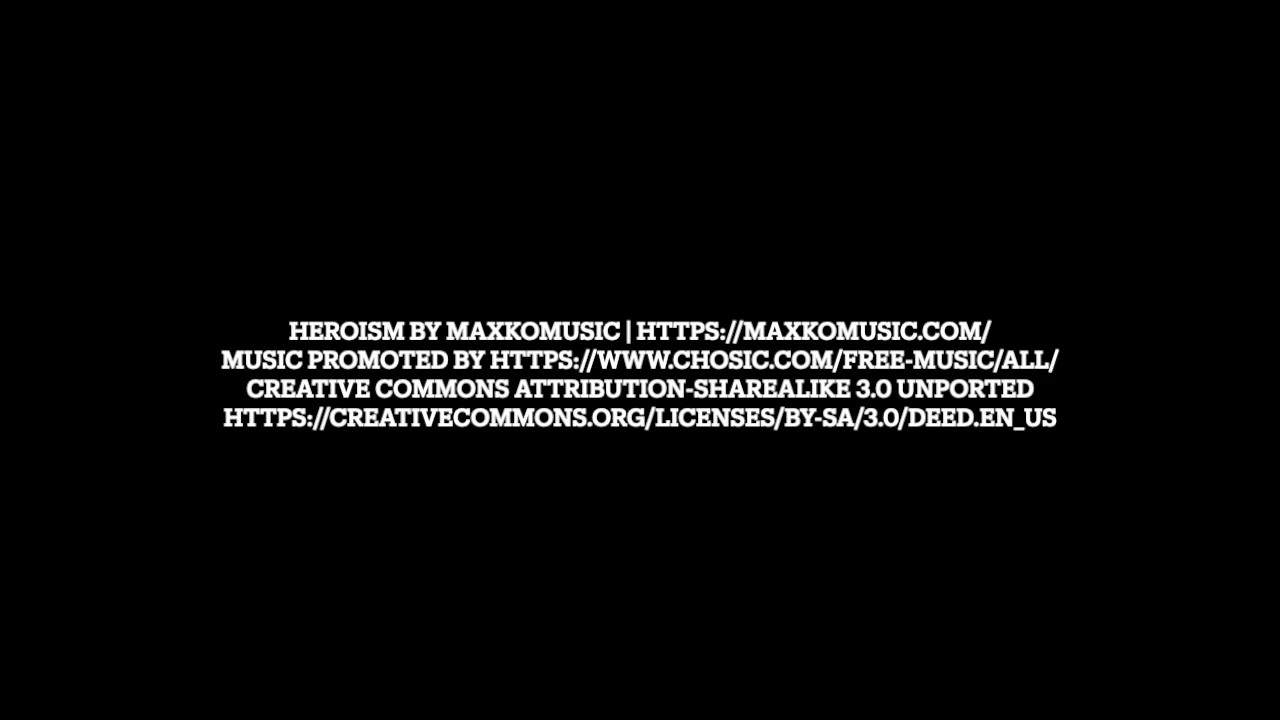 HEROISM BY MAXKOMUSIC | HTTPS://MAXKOMUSIC.COM/
MUSIC PROMOTED BY HTTPS://WWW.CHOSIC.COM/FREE-MUSIC/ALL/
CREATIVE COMMONS ATTRIBUTION-SHAREALIKE 3.0 UNPORTED
HTTPS://CREATIVECOMMONS.ORG/LICENSES/BY-SA/3.0/DEED.EN_US